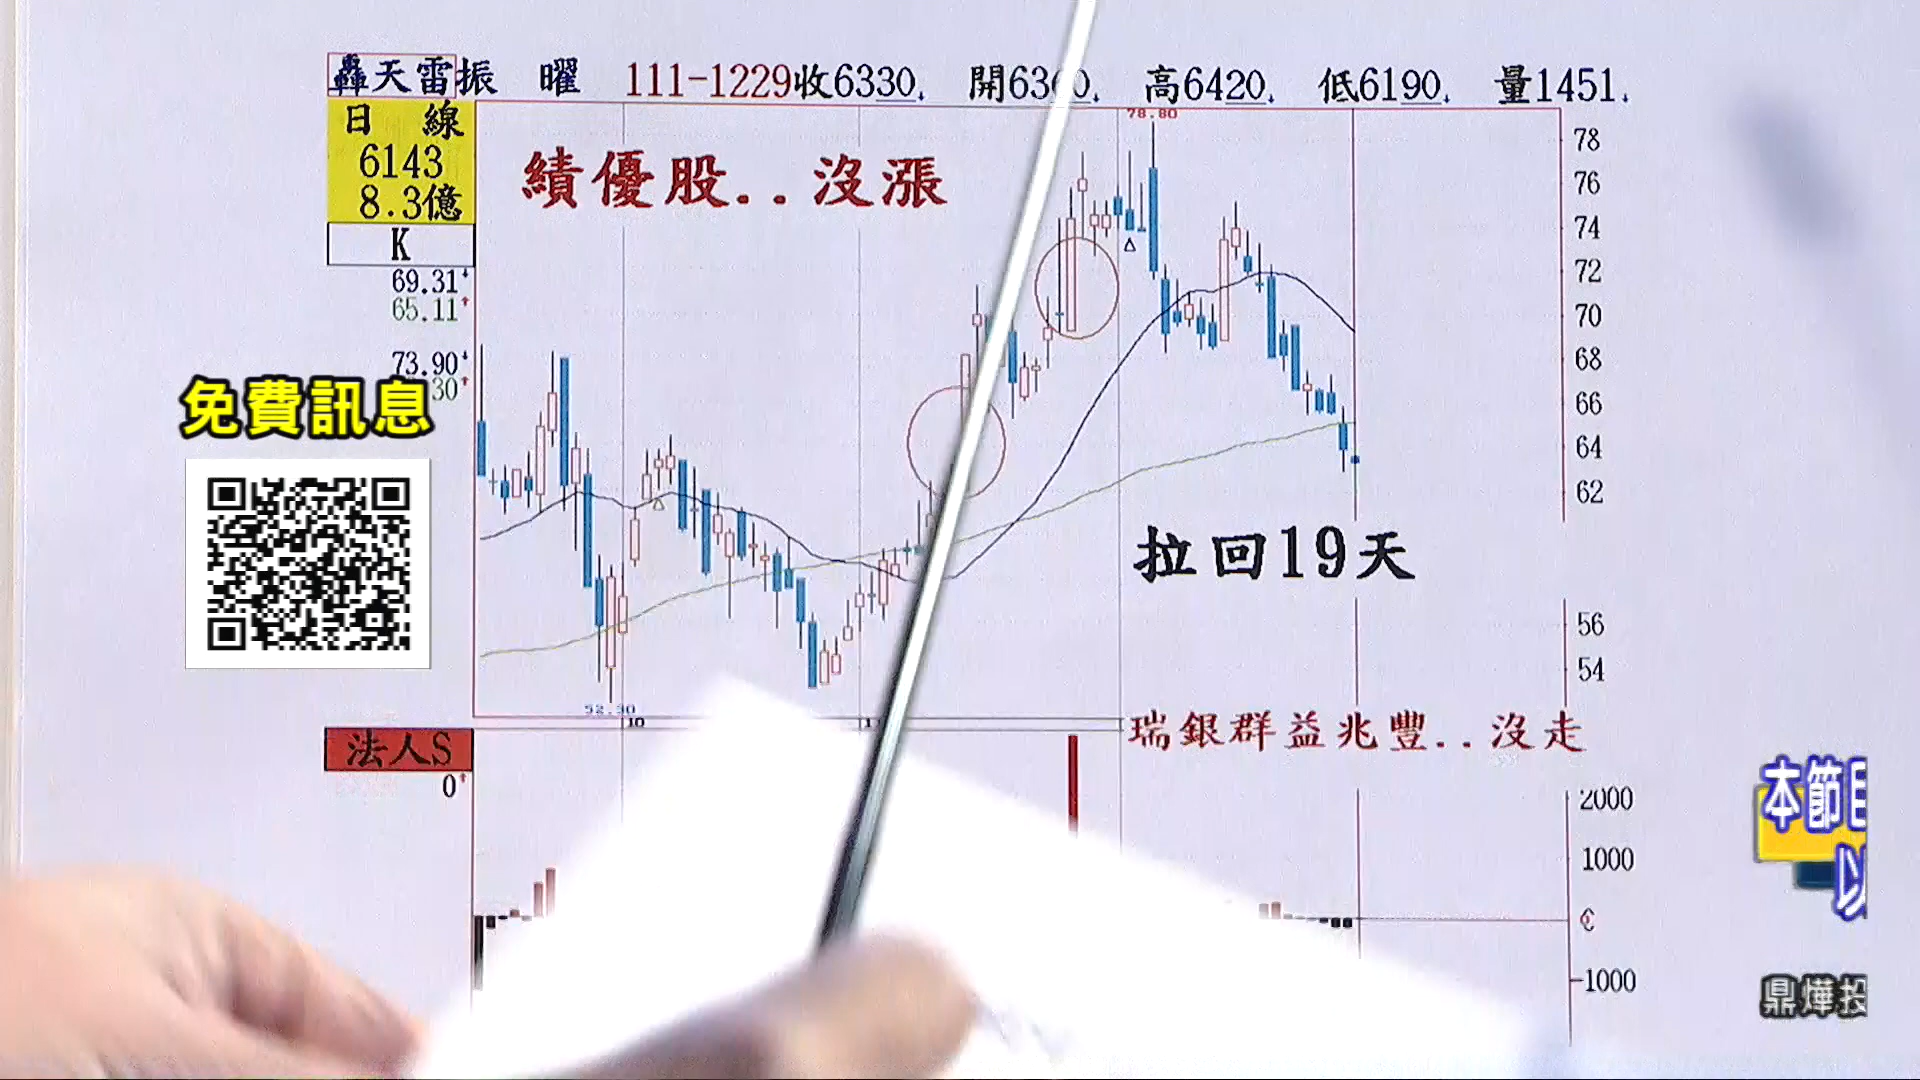 轟天雷振 曜 111-1229收6330. 開6360. 高6420. 低6190. 量1451.
日 線
6143
8.3億
K
69.31
65.11
73.90
30
績優股..沒漲
78.80
78
76
74
72
70
68
66
64
62
56
54
免費訊息
拉回19天
52.30
10
瑞銀群益兆豐..沒走
法人S
0
2000
1000
-1000
本節目
以
鼎燁投